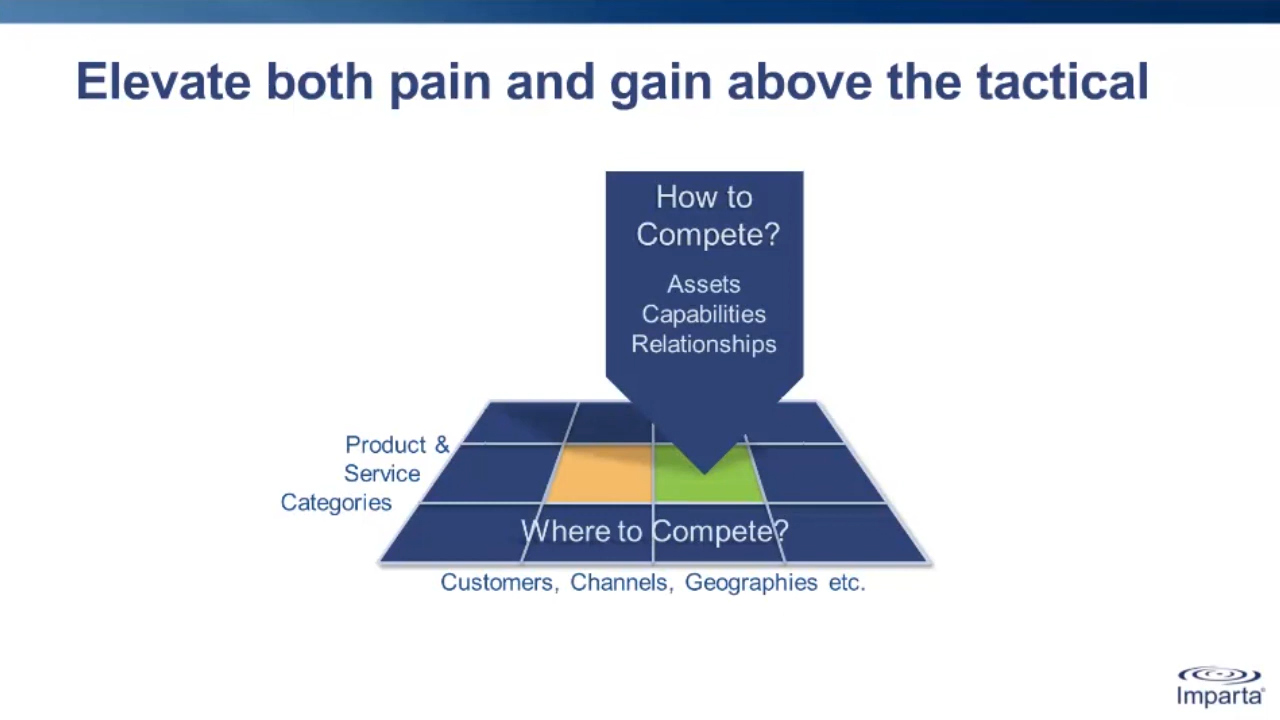 Elevate both pain and gain above the tactical
How to
Compete?
Assets
Capabilities
Relationships
Product &
Service
Categories
Where to Compete?
Customers, Channels, Geographies etc.
Imparta®